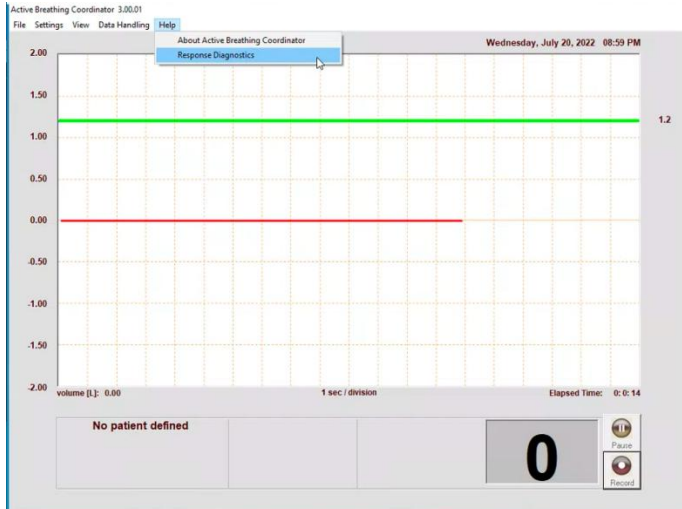 Active Breathing Coordinator 3.00.01
File Settings View Data Handling Help
About Active Breathing Coordinator
Response Diagnostics
Wednesday, July 20, 2022 08:59 PM
2.00
1.50
1.2
1.00
0.50
0.00
-0.50
-1.00
-1.50
-2.00
volume [L]: 0.00 1 sec / division Elapsed Time: 0: 0: 14
No patient defined
0
Pause
Record